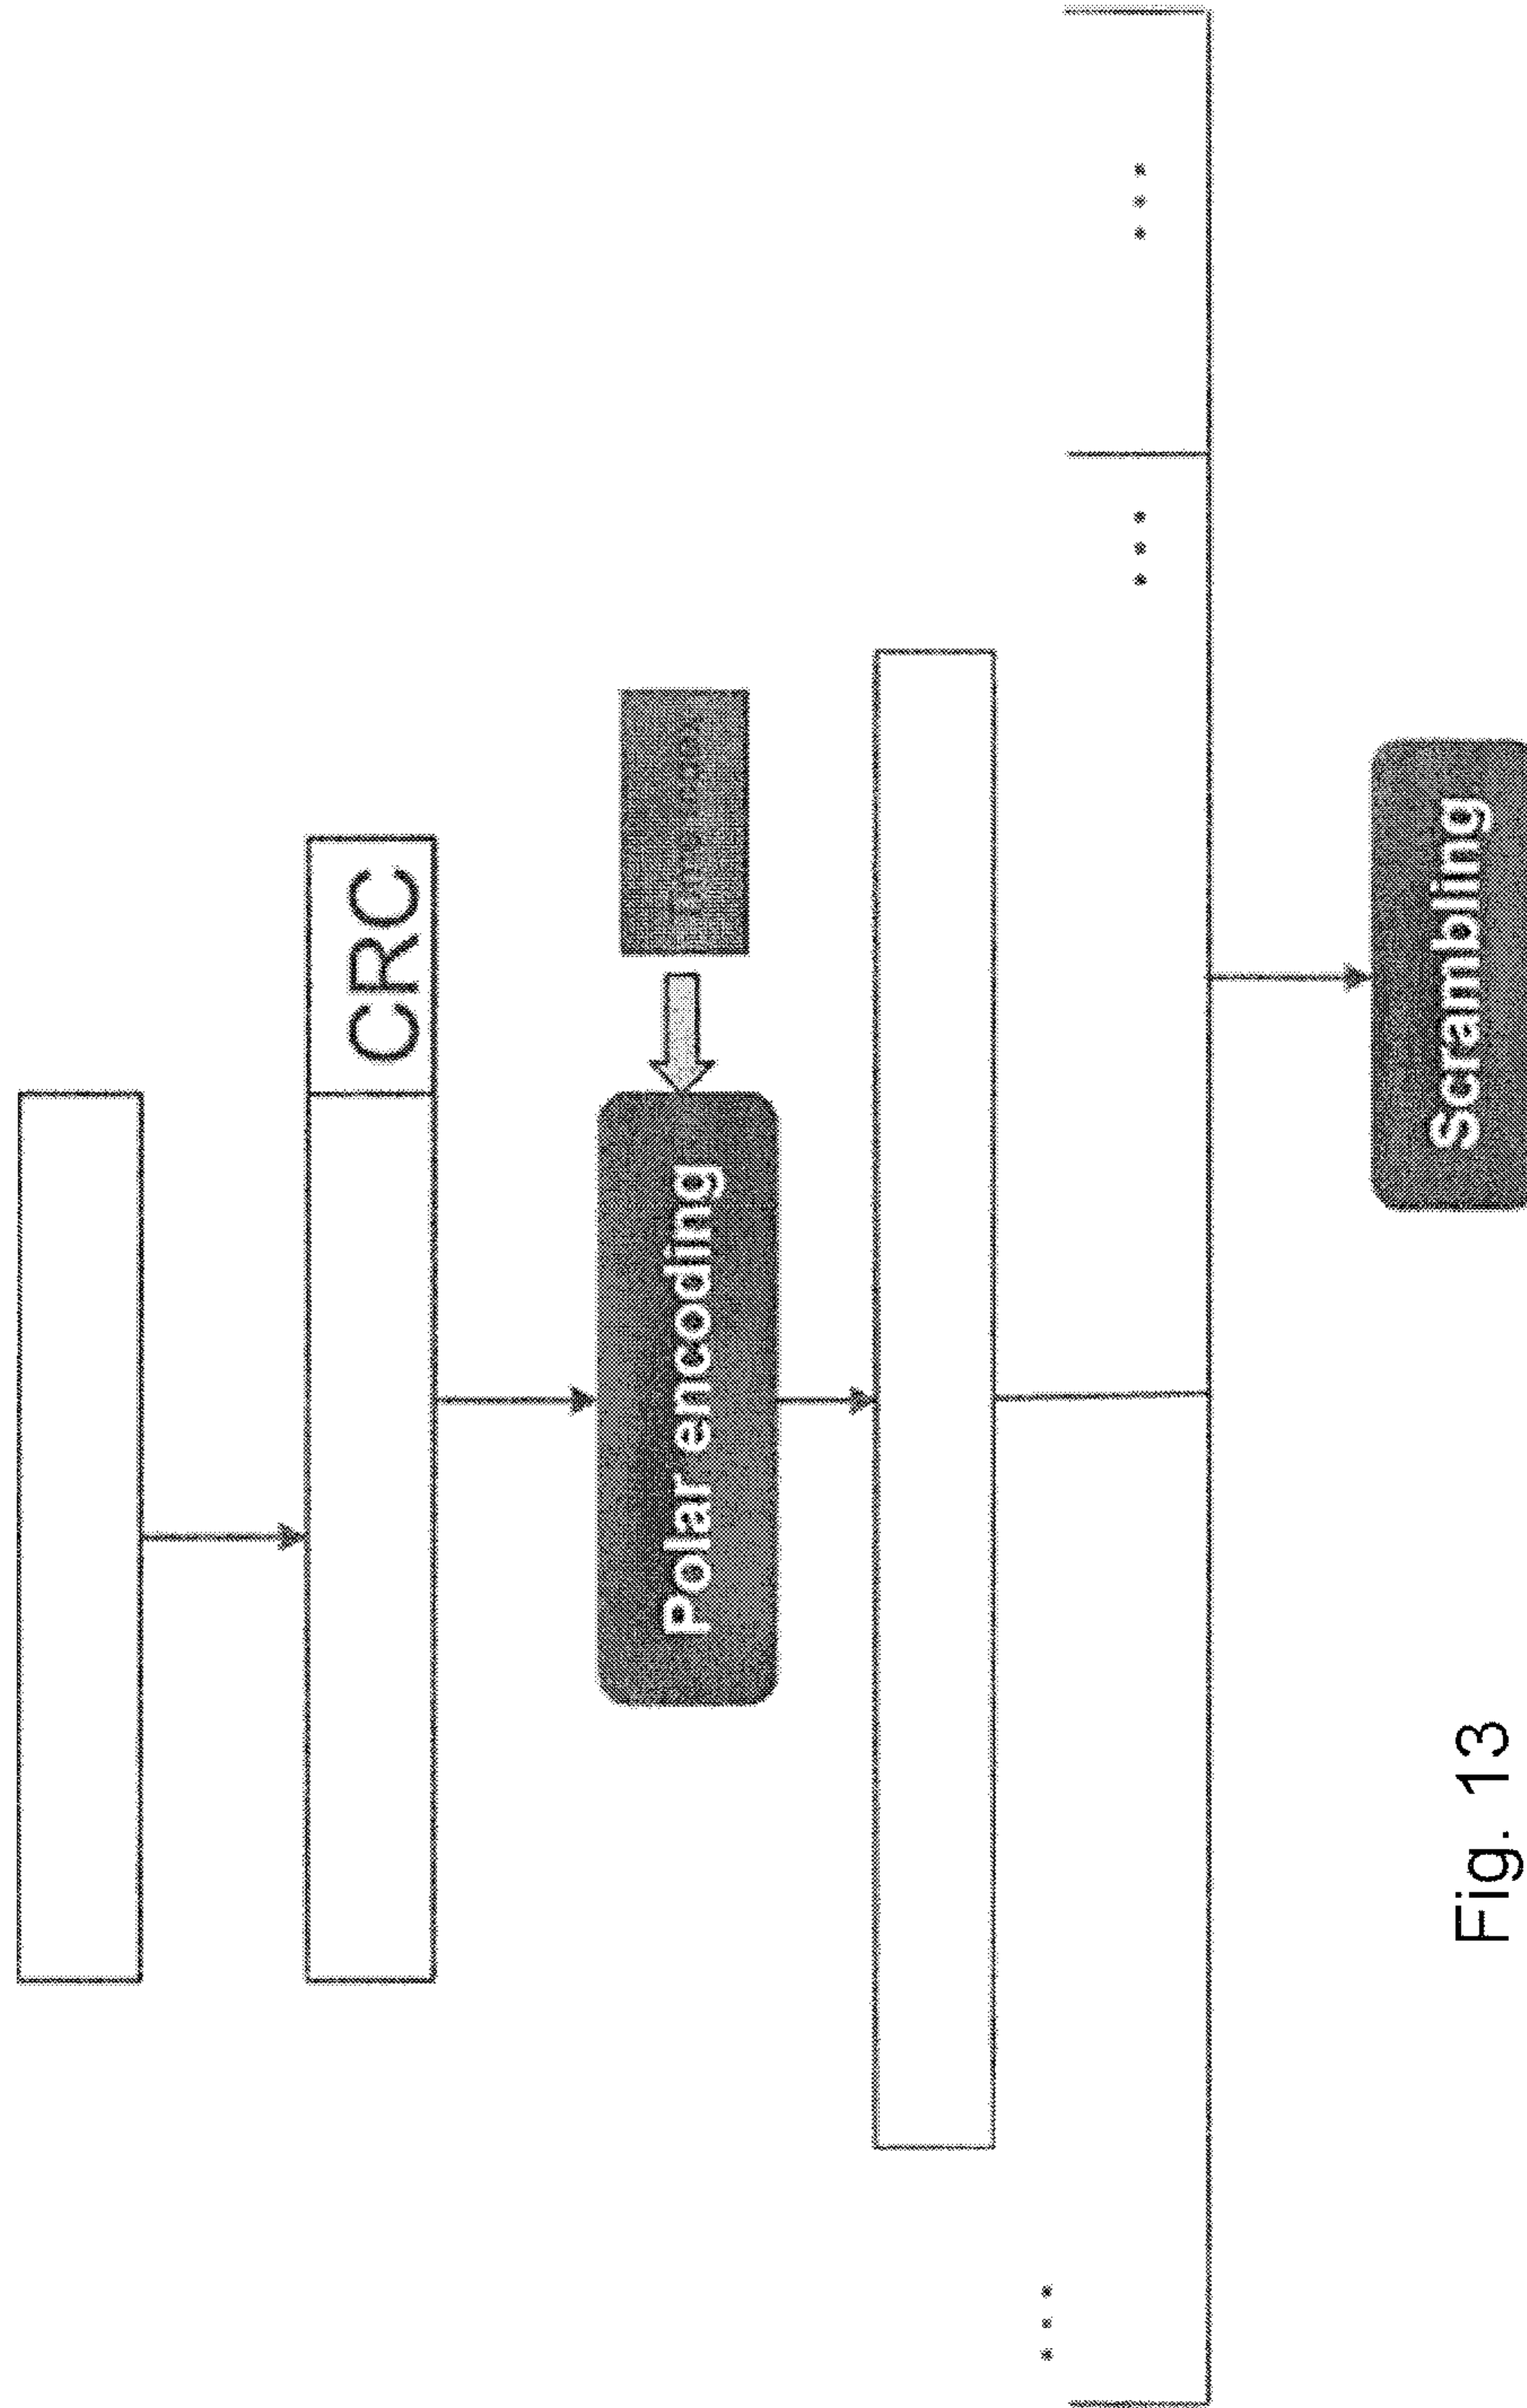 CRC
Polar encoding
Scrambling
Fig. 13